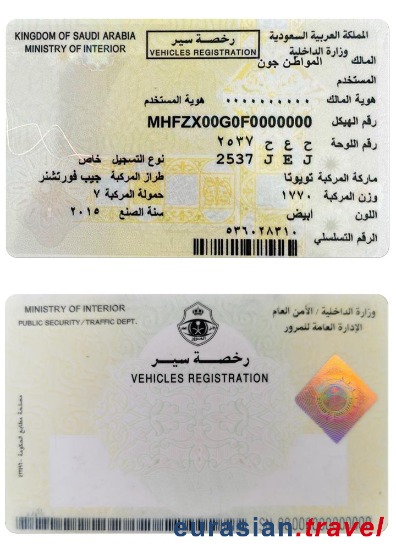 KINGDOM OF SAUDI ARABIA
MINISTRY OF INTERIOR
رخصة سير
VEHICLES REGISTRATION
المملكة العربية السعودية
وزارة الداخلية
المالك المواطن جون
المستخدم
هوية المالك ٠٠٠٠٠٠٠٠٠٠ هوية المستخدم
رقم الهيكل MHFZX00G0F0000000
رقم اللوحة ح ع ح ٢٥٣٧
2537 J E J نوع التسجيل خاص
ماركة المركبة تويوتا طراز المركبة جيب فورتشنر
وزن المركبة ١٧٧٠ حمولة المركبة ٧
اللون أبيض سنة الصنع ٢٠١٥
الرقم التسلسلي ٥٣٦٠٢٨٣١٠
MINISTRY OF INTERIOR
PUBLIC SECURITY / TRAFFIC DEPT.
وزارة الداخلية / الأمن العام
الإدارة العامة للمرور
رخصة سير
VEHICLES REGISTRATION
eurasian.travel